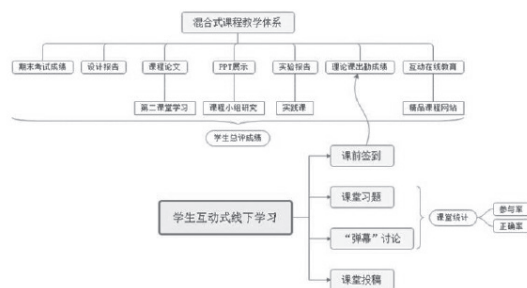 混合式课程教学体系
期末考试成绩
设计报告
课程论文
PPT展示
实验报告
理论课出勤成绩
互动在线教育
第二课堂学习
课程小组研究
实践课
精品课程网站
学生总评成绩
课前签到
课堂习题
学生互动式线下学习
“弹幕”讨论
课堂投稿
课堂统计
参与率
正确率